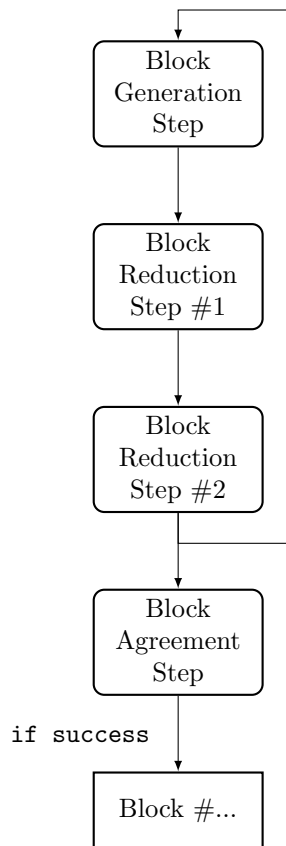 Block
Generation
Step
Block
Reduction
Step #1
Block
Reduction
Step #2
Block
Agreement
Step
if success
Block #...